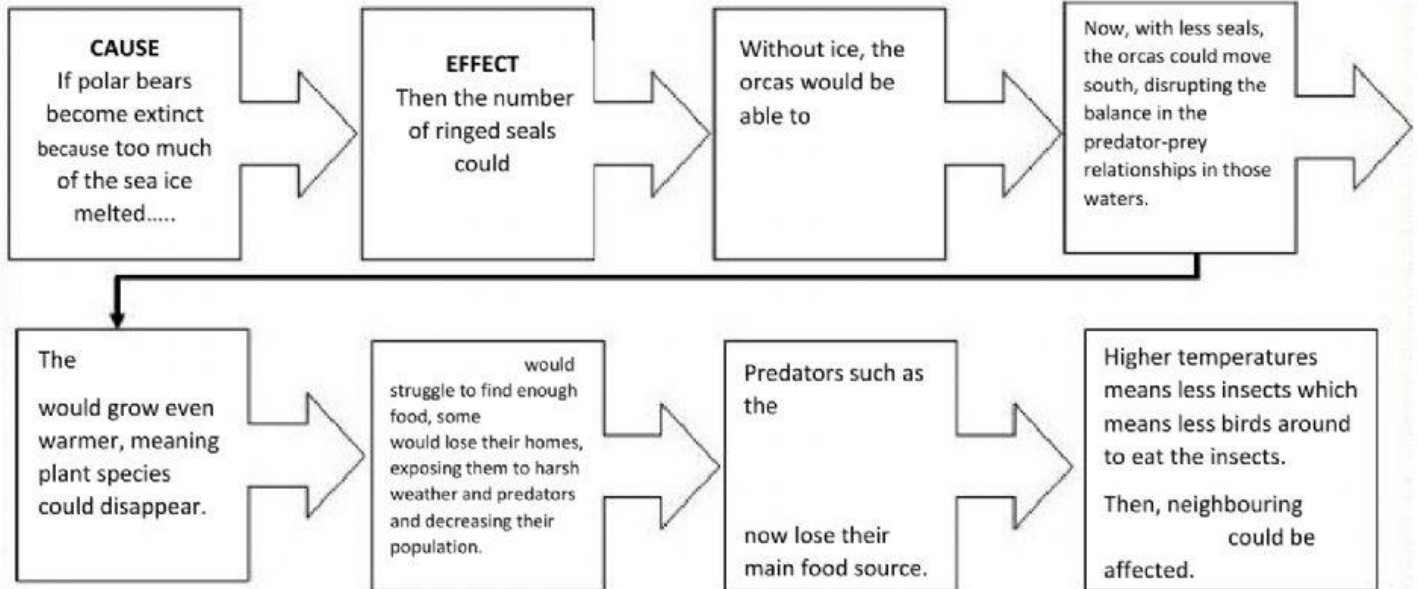 CAUSE
If polar bears
become extinct
because too much
of the sea ice
melted.....
EFFECT
Then the number
of ringed seals
could
Without ice, the
orcas would be
able to
Now, with less seals,
the orcas could move
south, disrupting the
balance in the
predator-prey
relationships in those
waters.
The
would grow even
warmer, meaning
plant species
could disappear.
would
struggle to find enough
food, some
would lose their homes,
exposing them to harsh
weather and predators
and decreasing their
population.
Predators such as
the
now lose their
main food source.
Higher temperatures
means less insects which
means less birds around
to eat the insects.
Then, neighbouring
could be
affected.